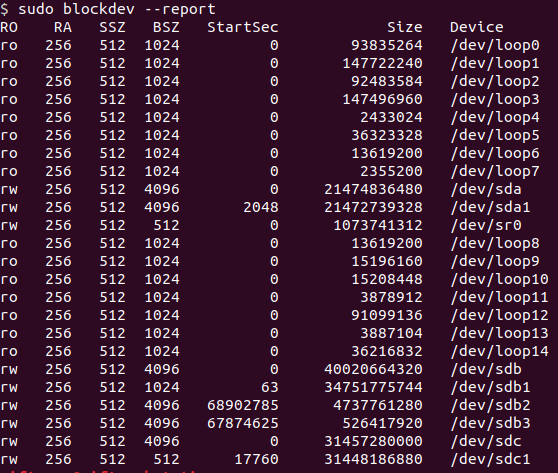 $ sudo blockdev --report
RO RA SSZ BSZ StartSec Size Device
ro 256 512 1024 0 93835264 /dev/loop0
ro 256 512 1024 0 147722240 /dev/loop1
ro 256 512 1024 0 92483584 /dev/loop2
ro 256 512 1024 0 147496960 /dev/loop3
ro 256 512 1024 0 2433024 /dev/loop4
ro 256 512 1024 0 36323328 /dev/loop5
ro 256 512 1024 0 13619200 /dev/loop6
ro 256 512 1024 0 2355200 /dev/loop7
rw 256 512 4096 0 21474836480 /dev/sda
rw 256 512 4096 2048 21472739328 /dev/sda1
rw 256 512 512 0 1073741312 /dev/sr0
ro 256 512 1024 0 13619200 /dev/loop8
ro 256 512 1024 0 15196160 /dev/loop9
ro 256 512 1024 0 15208448 /dev/loop10
ro 256 512 1024 0 3878912 /dev/loop11
ro 256 512 1024 0 91099136 /dev/loop12
ro 256 512 1024 0 3887104 /dev/loop13
ro 256 512 1024 0 36216832 /dev/loop14
rw 256 512 4096 0 40020664320 /dev/sdb
rw 256 512 1024 63 34751775744 /dev/sdb1
rw 256 512 4096 68902785 4737761280 /dev/sdb2
rw 256 512 4096 67874625 526417920 /dev/sdb3
rw 256 512 4096 0 31457280000 /dev/sdc
rw 256 512 512 17760 31448186880 /dev/sdc1